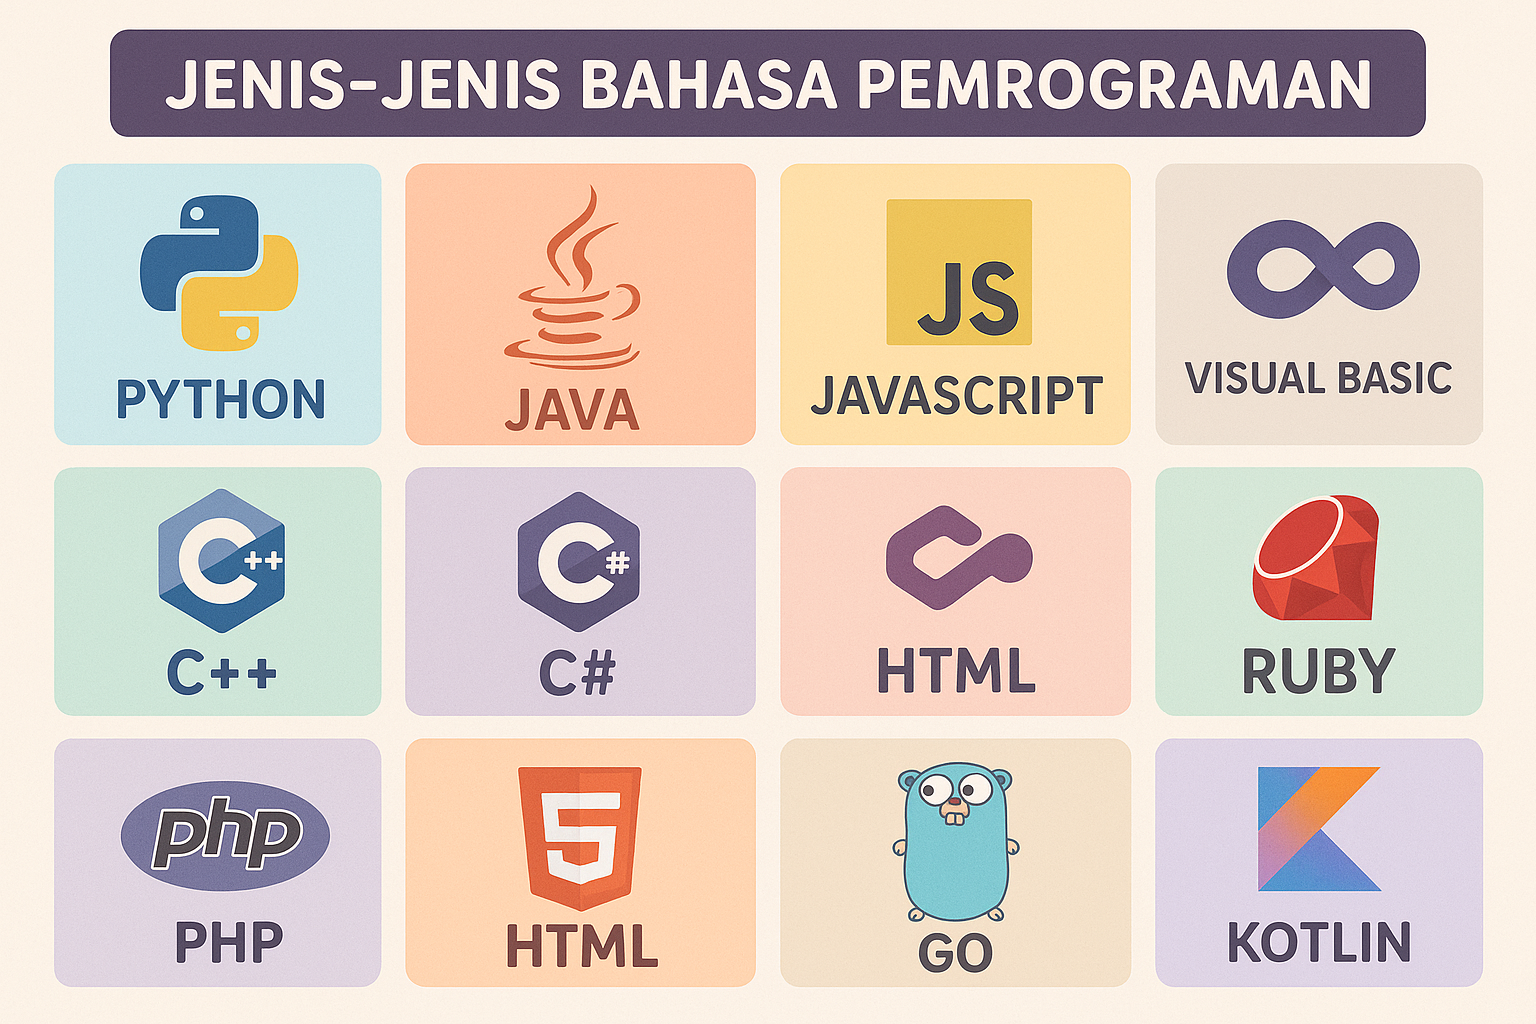 JENIS-JENIS BAHASA PEMROGRAMAN
JS
PYTHON
JAVA
JAVASCRIPT
VISUAL BASIC
C++
C#
C++
C#
HTML
RUBY
php
5
PHP
HTML
GO
KOTLIN